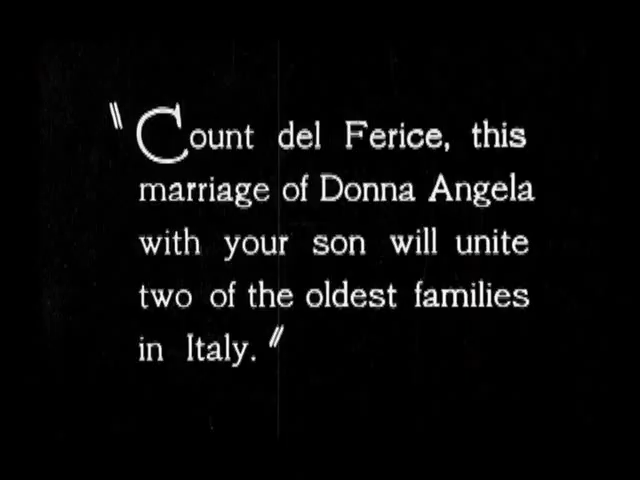 "Count del Ferice, this
marriage of Donna Angela
with your son will unite
two of the oldest families
in Italy."